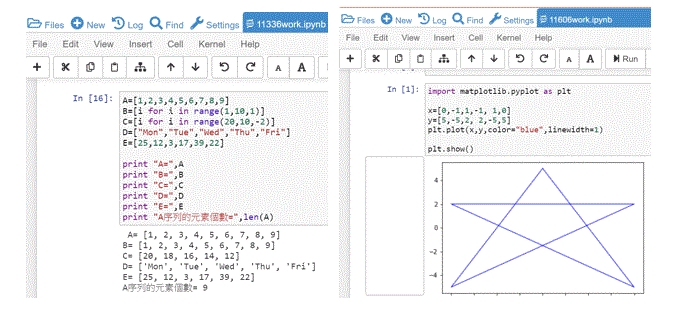 Files New Log Find Settings 11336work.ipynb
File Edit View Insert Cell Kernel Help
A A
In [16]:
A=[1,2,3,4,5,6,7,8,9]
B=[i for i in range(1,10,1)]
C=[i for i in range(20,10,-2)]
D=["Mon","Tue","Wed","Thu","Fri"]
E=[25,12,3,17,39,22]
print "A=",A
print "B=",B
print "C=",C
print "D=",D
print "E=",E
print "A序列的元素個數=",len(A)
A= [1, 2, 3, 4, 5, 6, 7, 8, 9]
B= [1, 2, 3, 4, 5, 6, 7, 8, 9]
C= [20, 18, 16, 14, 12]
D= ['Mon', 'Tue', 'Wed', 'Thu', 'Fri']
E= [25, 12, 3, 17, 39, 22]
A序列的元素個數= 9
Files New Log Find Settings 11606work.ipynb
File Edit View Insert Cell Kernel Help
A A Run
In [1]:
import matplotlib.pyplot as plt
x=[0,-1,1,-1, 1,0]
y=[5,-5,2, 2,-5,5]
plt.plot(x,y,color="blue",linewidth=1)
plt.show()
4
2
0
−2
−4